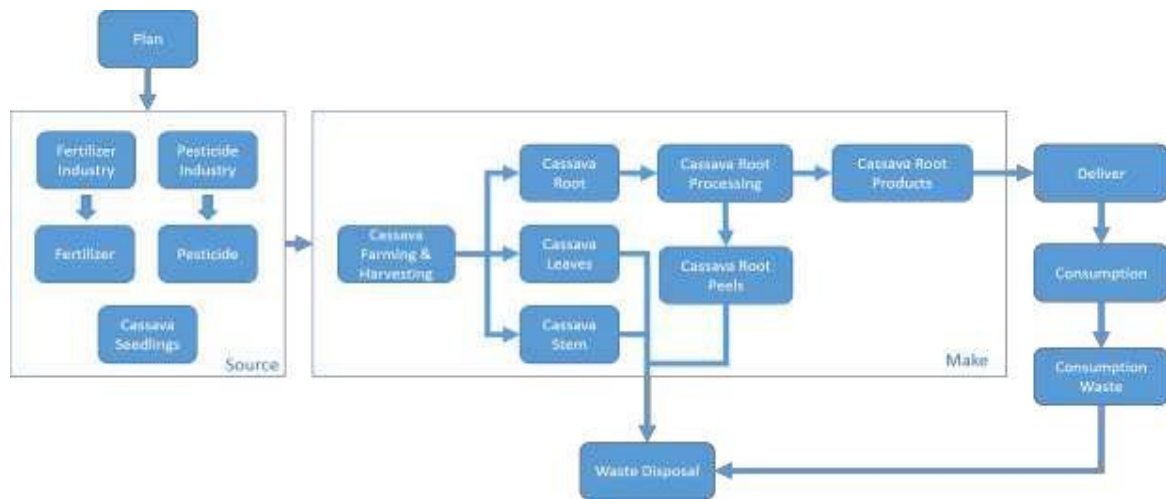 Plan
Fertilizer
Industry
Pesticide
Industry
Fertilizer
Pesticide
Cassava
Seedlings
Source
Cassava
Farming &
Harvesting
Cassava
Root
Cassava Root
Processing
Cassava Root
Products
Cassava
Leaves
Cassava Root
Peels
Cassava
Stem
Make
Deliver
Consumption
Consumption
Waste
Waste Disposal